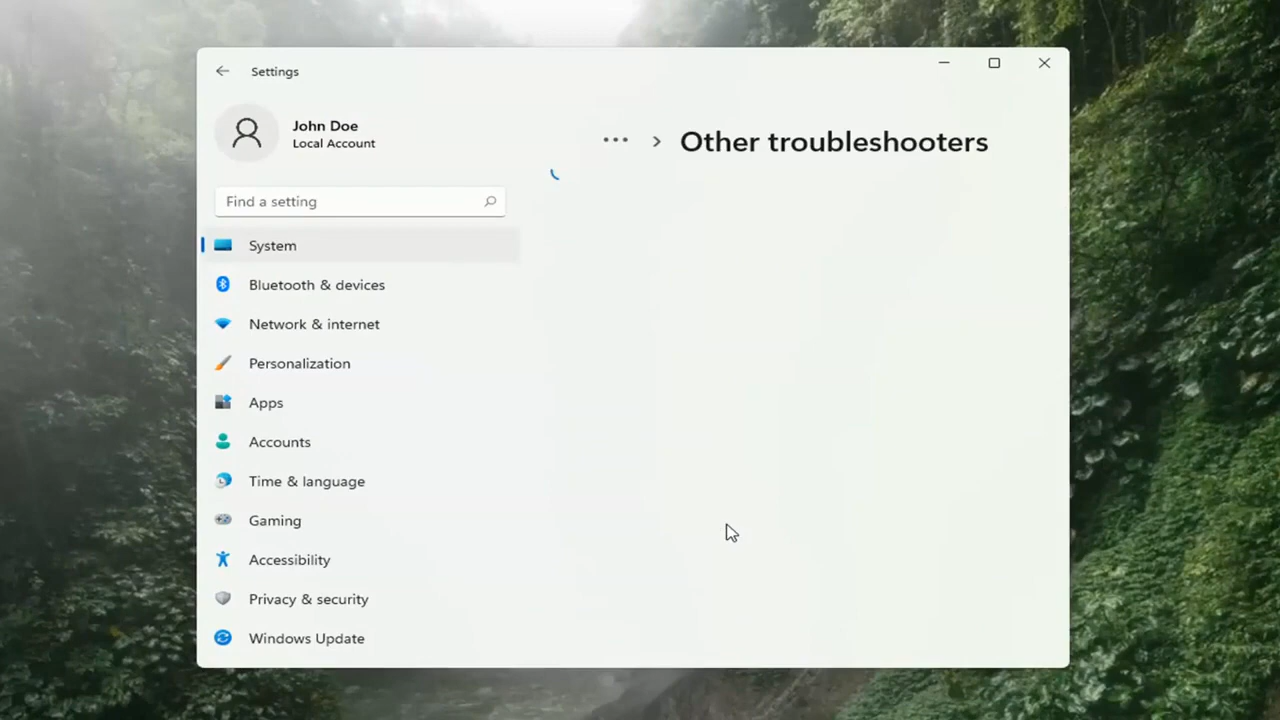 Settings
John Doe
Local Account
... > Other troubleshooters
Find a setting
System
Bluetooth & devices
Network & internet
Personalization
Apps
Accounts
Time & language
Gaming
Accessibility
Privacy & security
Windows Update